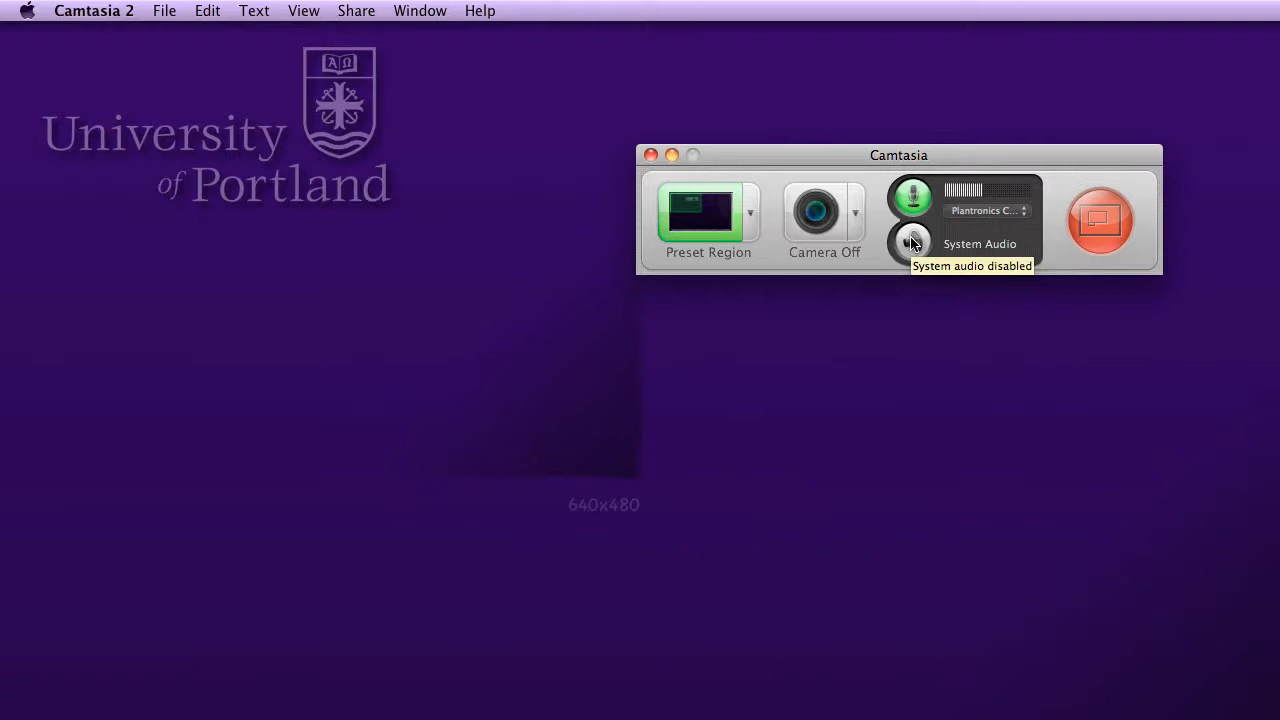 Camtasia 2 File Edit Text View Share Window Help
ΑΩ
University
of Portland
Camtasia
Preset Region
Camera Off
Plantronics C...
System Audio
System audio disabled
640x480